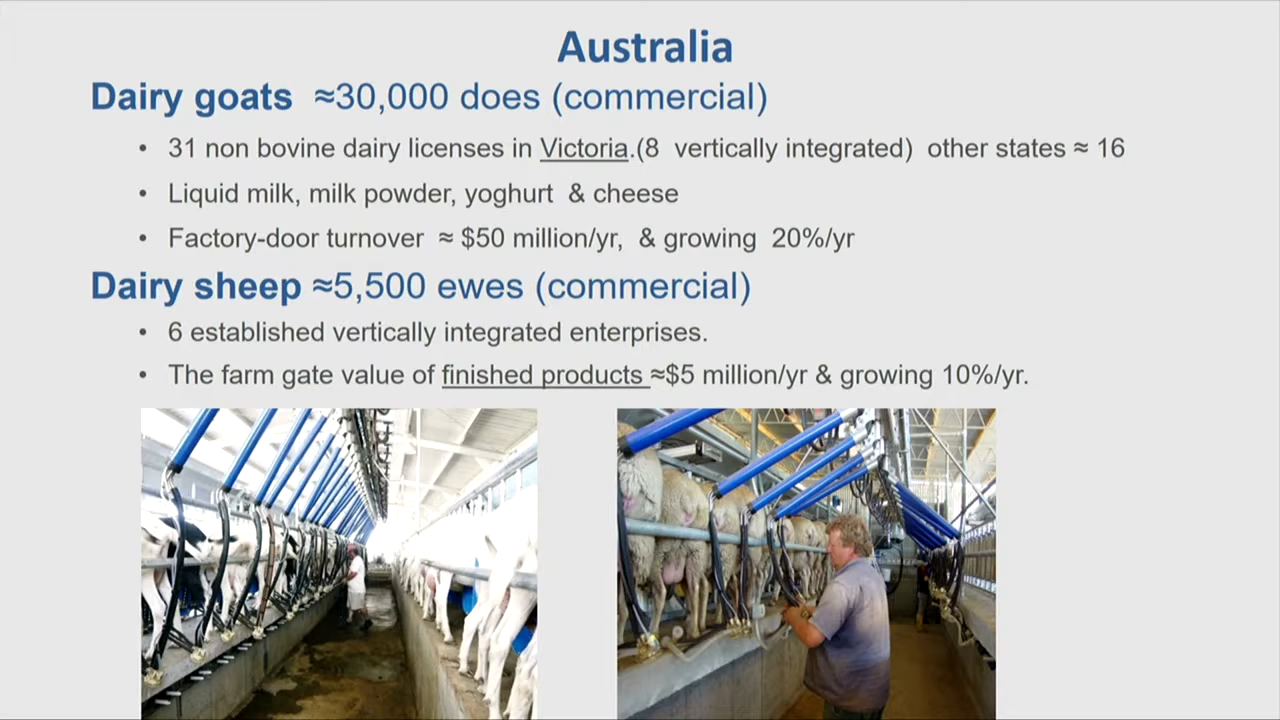 Australia
Dairy goats ≈30,000 does (commercial)
• 31 non bovine dairy licenses in Victoria.(8 vertically integrated) other states ≈ 16
• Liquid milk, milk powder, yoghurt & cheese
• Factory-door turnover ≈ $50 million/yr, & growing 20%/yr
Dairy sheep ≈5,500 ewes (commercial)
• 6 established vertically integrated enterprises.
• The farm gate value of finished products ≈$5 million/yr & growing 10%/yr.